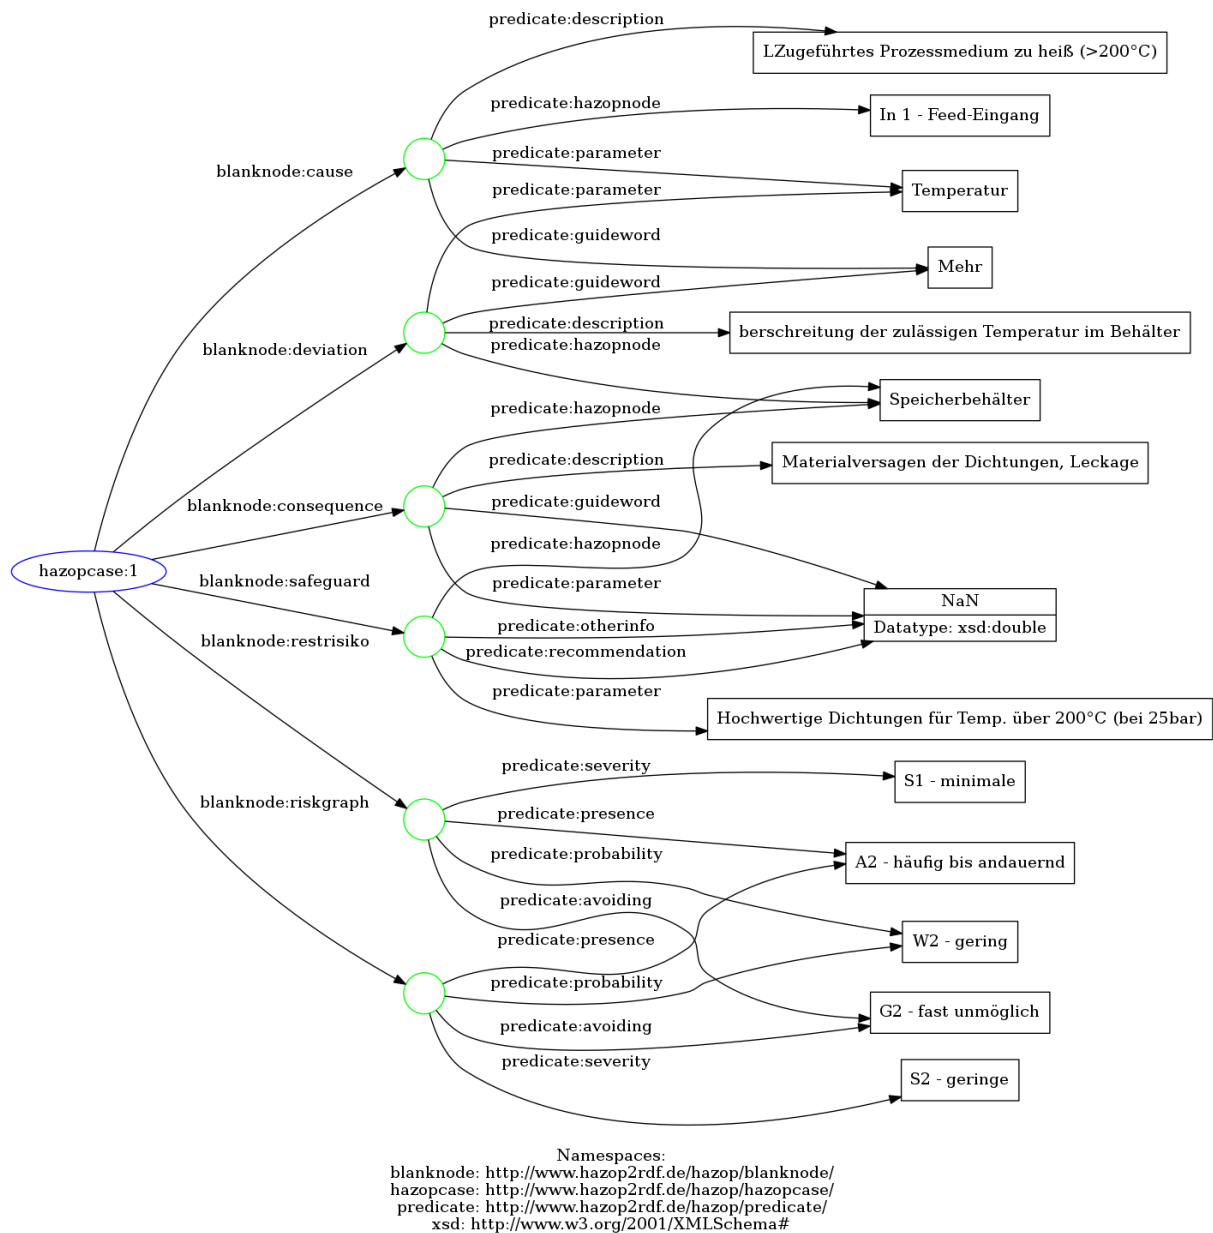 predicate:description
LZugeführtes Prozessmedium zu heiß (>200°C)
predicate:hazopnode
In 1 - Feed-Eingang
predicate:parameter
blanknode:cause
Temperatur
predicate:parameter
predicate:guideword
Mehr
predicate:guideword
predicate:description
berschreitung der zulässigen Temperatur im Behälter
blanknode:deviation
predicate:hazopnode
Speicherbehälter
predicate:hazopnode
predicate:description
Materialversagen der Dichtungen, Leckage
blanknode:consequence
predicate:guideword
predicate:hazopnode
hazopcase:1
blanknode:safeguard
predicate:parameter
NaN
predicate:otherinfo
Datatype: xsd:double
blanknode:restrisiko
predicate:recommendation
predicate:parameter
Hochwertige Dichtungen für Temp. über 200°C (bei 25bar)
predicate:severity
S1 - minimale
blanknode:riskgraph
predicate:presence
predicate:probability
A2 - häufig bis andauernd
predicate:avoiding
predicate:presence
W2 - gering
predicate:probability
G2 - fast unmöglich
predicate:avoiding
predicate:severity
S2 - geringe
Namespaces:
blanknode: http://www.hazop2rdf.de/hazop/blanknode/
hazopcase: http://www.hazop2rdf.de/hazop/hazopcase/
predicate: http://www.hazop2rdf.de/hazop/predicate/
xsd: http://www.w3.org/2001/XMLSchema#